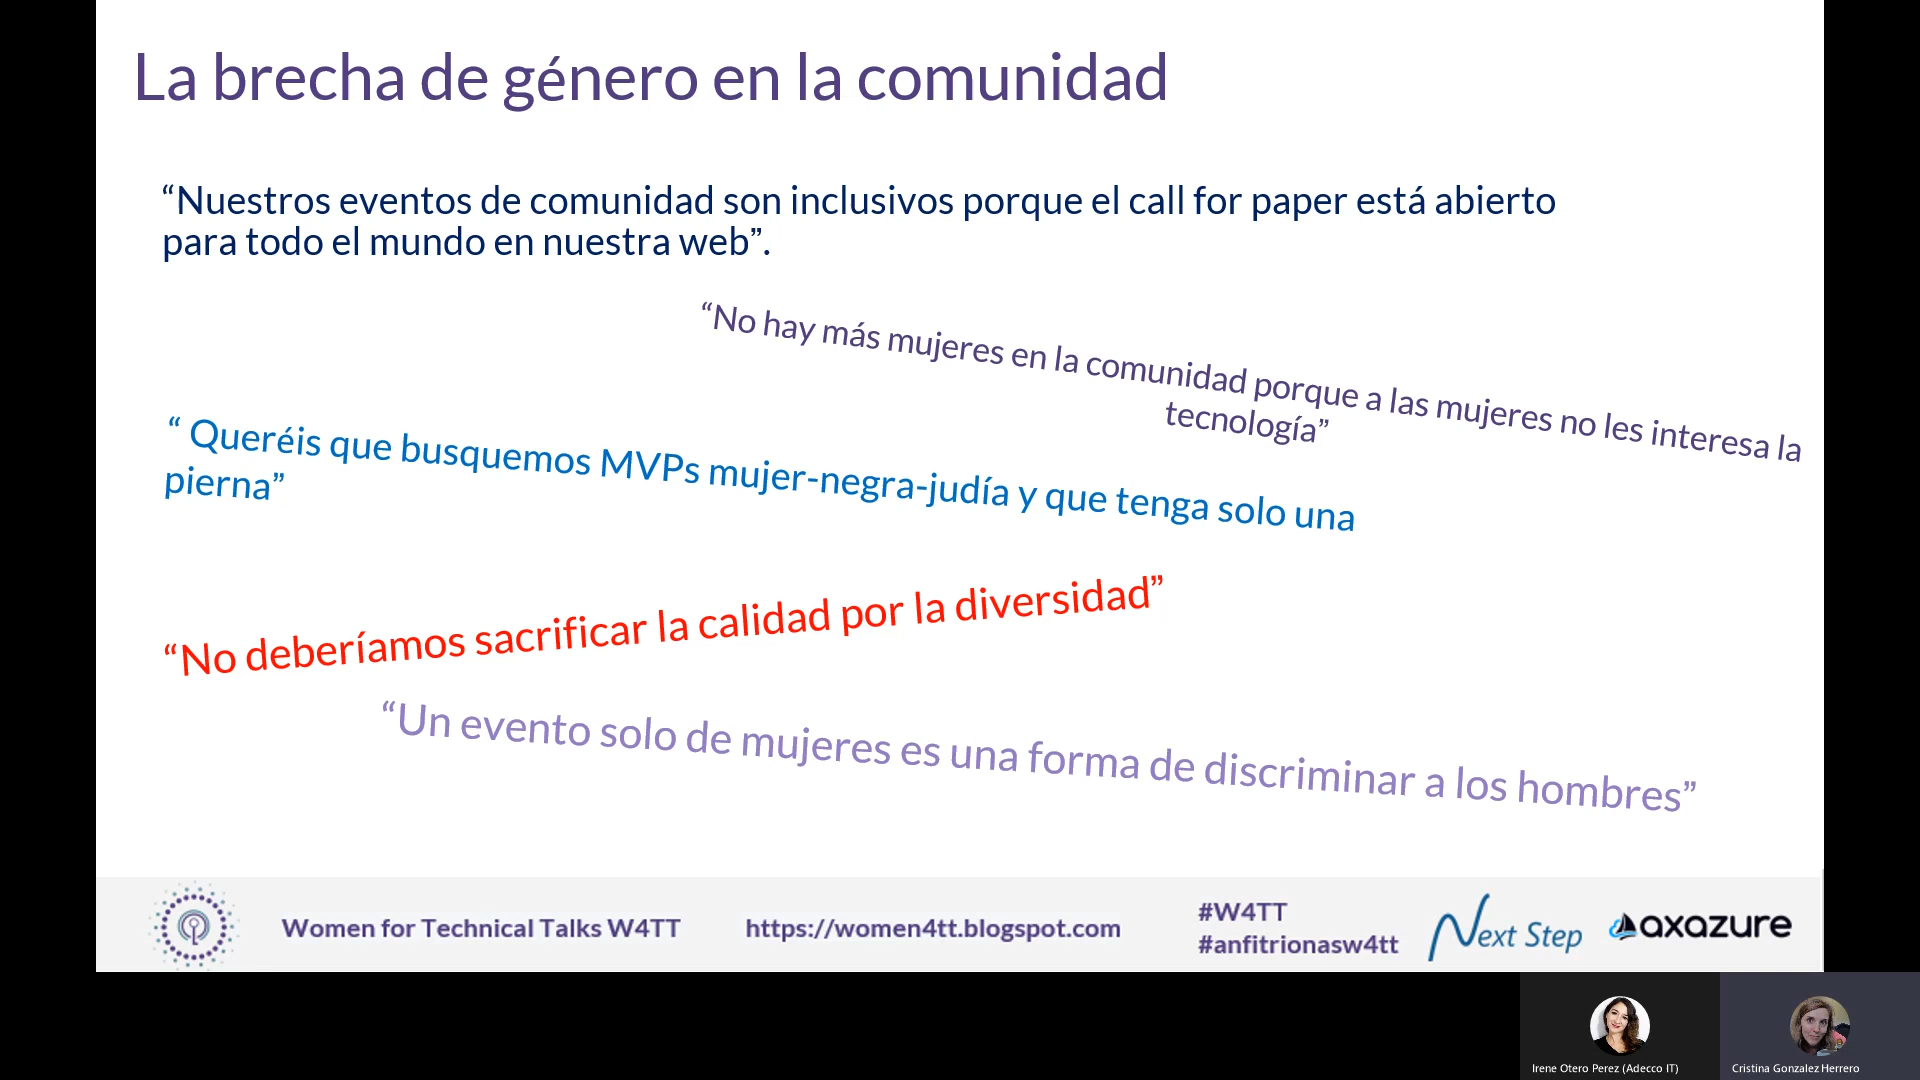 La brecha de género en la comunidad
“Nuestros eventos de comunidad son inclusivos porque el call for paper está abierto
para todo el mundo en nuestra web”.
“No hay más mujeres en la comunidad porque a las mujeres no les interesa la
tecnología”
“ Queréis que busquemos MVPs mujer-negra-judía y que tenga solo una
pierna”
“No deberíamos sacrificar la calidad por la diversidad”
“Un evento solo de mujeres es una forma de discriminar a los hombres”
Women for Technical Talks W4TT
https://women4tt.blogspot.com
#W4TT
#anfitrionasw4tt
Next Step
axazure
Irene Otero Perez (Adecco IT)
Cristina Gonzalez Herrero